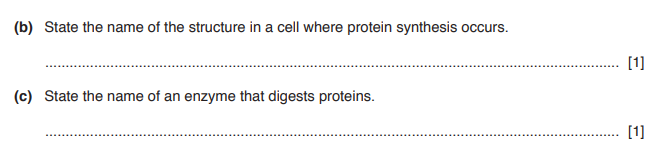 (b) State the name of the structure in a cell where protein synthesis occurs.
.......................................................................................................................................... [1]
(c) State the name of an enzyme that digests proteins.
.......................................................................................................................................... [1]